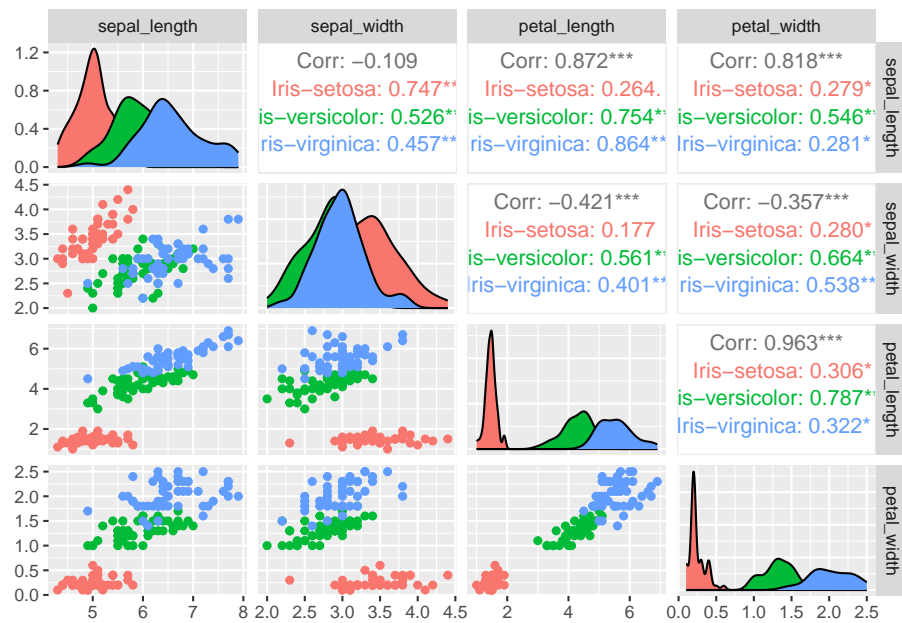 sepal_length sepal_width petal_length petal_width
1.2
0.8
0.4
0.0
Corr: −0.109
Iris−setosa: 0.747**
is−versicolor: 0.526*
ris−virginica: 0.457**
Corr: 0.872***
Iris−setosa: 0.264.
is−versicolor: 0.754*
ris−virginica: 0.864**
Corr: 0.818***
Iris−setosa: 0.279*
is−versicolor: 0.546*
Iris−virginica: 0.281*
sepal_length
4.5
4.0
3.5
3.0
2.5
2.0
Corr: −0.421***
Iris−setosa: 0.177
is−versicolor: 0.561*
Iris−virginica: 0.401**
Corr: −0.357***
Iris−setosa: 0.280*
is−versicolor: 0.664*
ris−virginica: 0.538**
sepal_width
6
4
2
Corr: 0.963***
Iris−setosa: 0.306*
is−versicolor: 0.787*
Iris−virginica: 0.322*
petal_length
2.5
2.0
1.5
1.0
0.5
0.0
petal_width
5 6 7 8 2.0 2.5 3.0 3.5 4.0 4.5 2 4 6 0.0 0.5 1.0 1.5 2.0 2.5